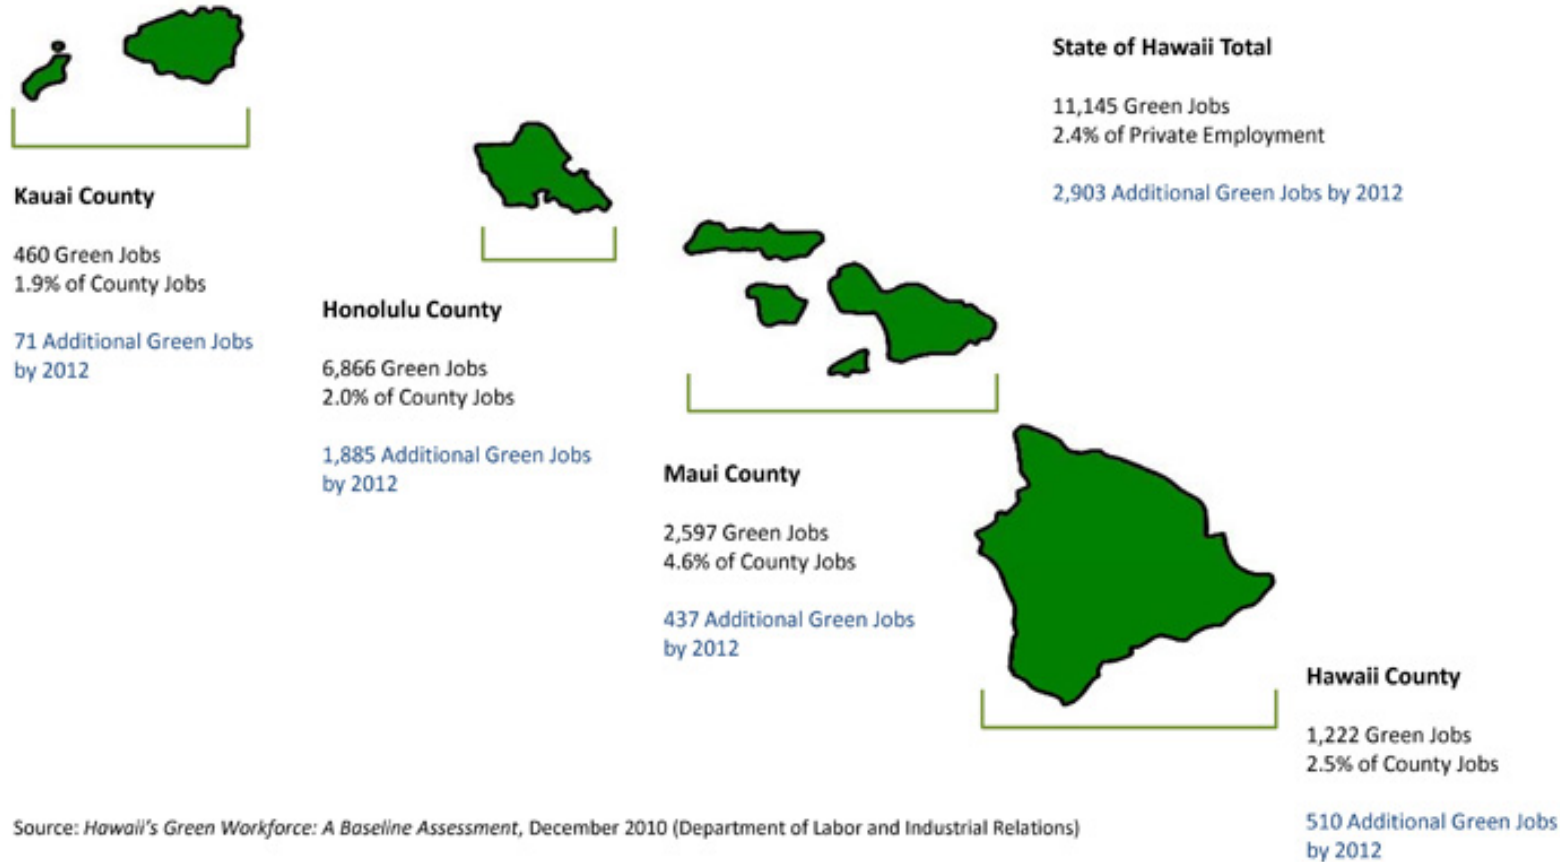 State of Hawaii Total
11,145 Green Jobs
2.4% of Private Employment
2,903 Additional Green Jobs by 2012
Kauai County
460 Green Jobs
1.9% of County Jobs
71 Additional Green Jobs
by 2012
Honolulu County
6,866 Green Jobs
2.0% of County Jobs
1,885 Additional Green Jobs
by 2012
Maui County
2,597 Green Jobs
4.6% of County Jobs
437 Additional Green Jobs
by 2012
Hawaii County
1,222 Green Jobs
2.5% of County Jobs
510 Additional Green Jobs
by 2012
Source: Hawaii's Green Workforce: A Baseline Assessment, December 2010 (Department of Labor and Industrial Relations)